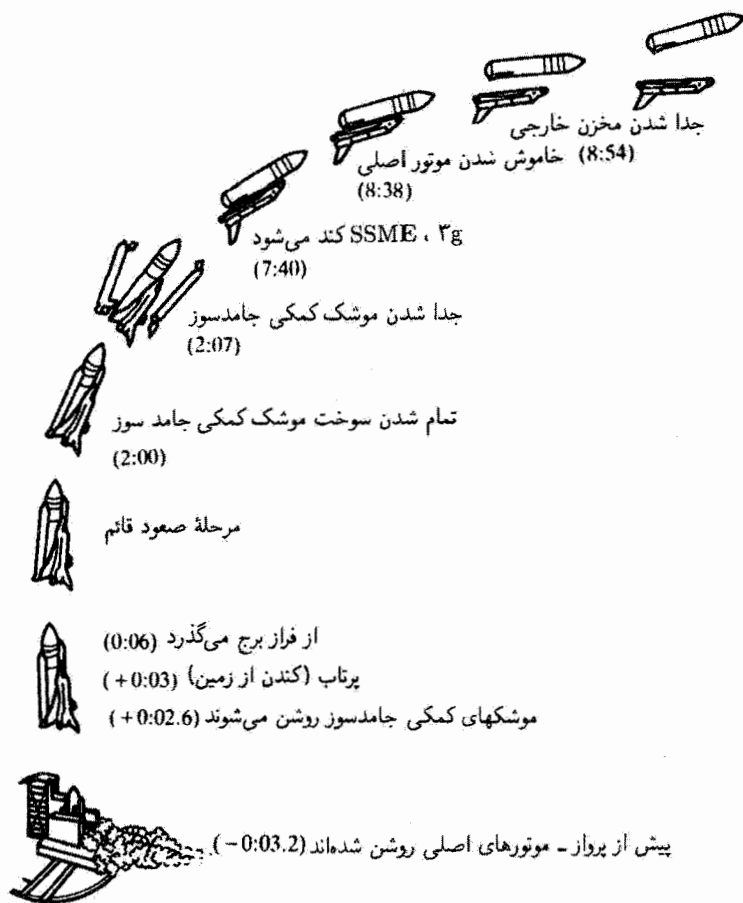 جدا شدن مخزن خارجی
(8:54) خاموش شدن موتور اصلی
(8:38)
SSME ، ۳g کند می‌شود
(7:40)
جدا شدن موشک کمکی جامدسوز
(2:07)
تمام شدن سوخت موشک کمکی جامد سوز
(2:00)
مرحلهٔ صعود قائم
از فراز برج می‌گذرد (0:06)
پرتاب (کندن از زمین) (+0:03)
موشکهای کمکی جامدسوز روشن می‌شوند (+0:02.6)
پیش از پرواز ـ موتورهای اصلی روشن شده‌اند (−0:03.2)